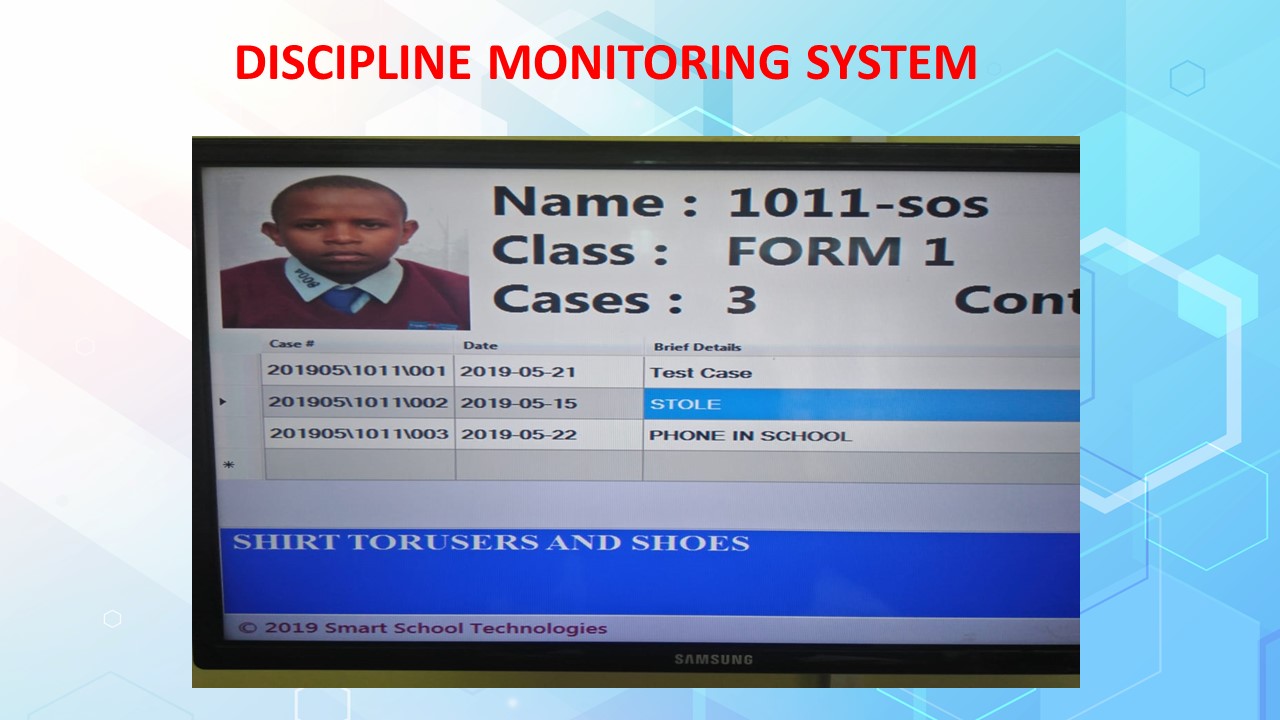 DISCIPLINE MONITORING SYSTEM
Name : 1011-sos
Class : FORM 1
Cases : 3 Cont
Case # Date Brief Details
201905\1011\001 2019-05-21 Test Case
201905\1011\002 2019-05-15 STOLE
201905\1011\003 2019-05-22 PHONE IN SCHOOL
SHIRT TORUSERS AND SHOES
© 2019 Smart School Technologies
SAMSUNG